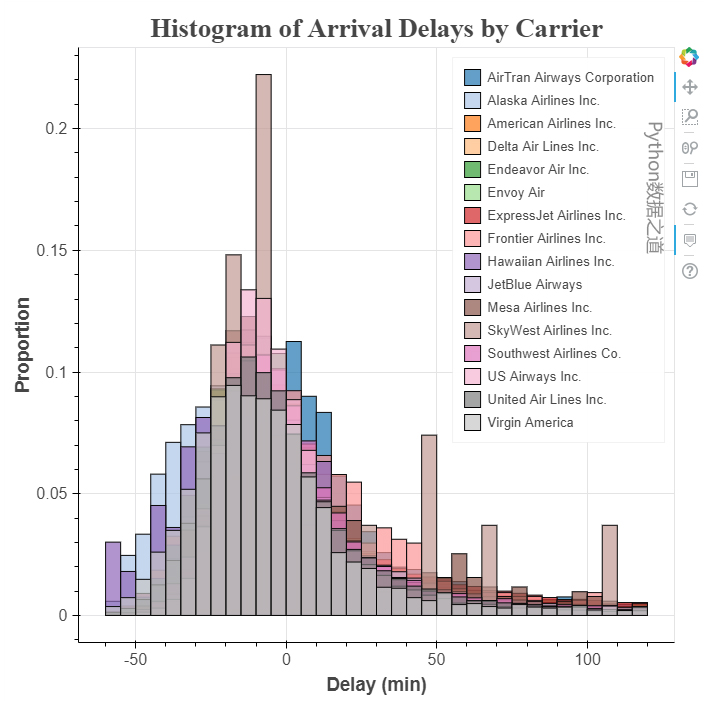 Histogram of Arrival Delays by Carrier
AirTran Airways Corporation
Alaska Airlines Inc.
American Airlines Inc.
Delta Air Lines Inc.
Endeavor Air Inc.
Envoy Air
ExpressJet Airlines Inc.
Frontier Airlines Inc.
Hawaiian Airlines Inc.
JetBlue Airways
Mesa Airlines Inc.
SkyWest Airlines Inc.
Southwest Airlines Co.
US Airways Inc.
United Air Lines Inc.
Virgin America
Python数据之道
Proportion
0.2
0.15
0.1
0.05
0
-50
0
50
100
Delay (min)